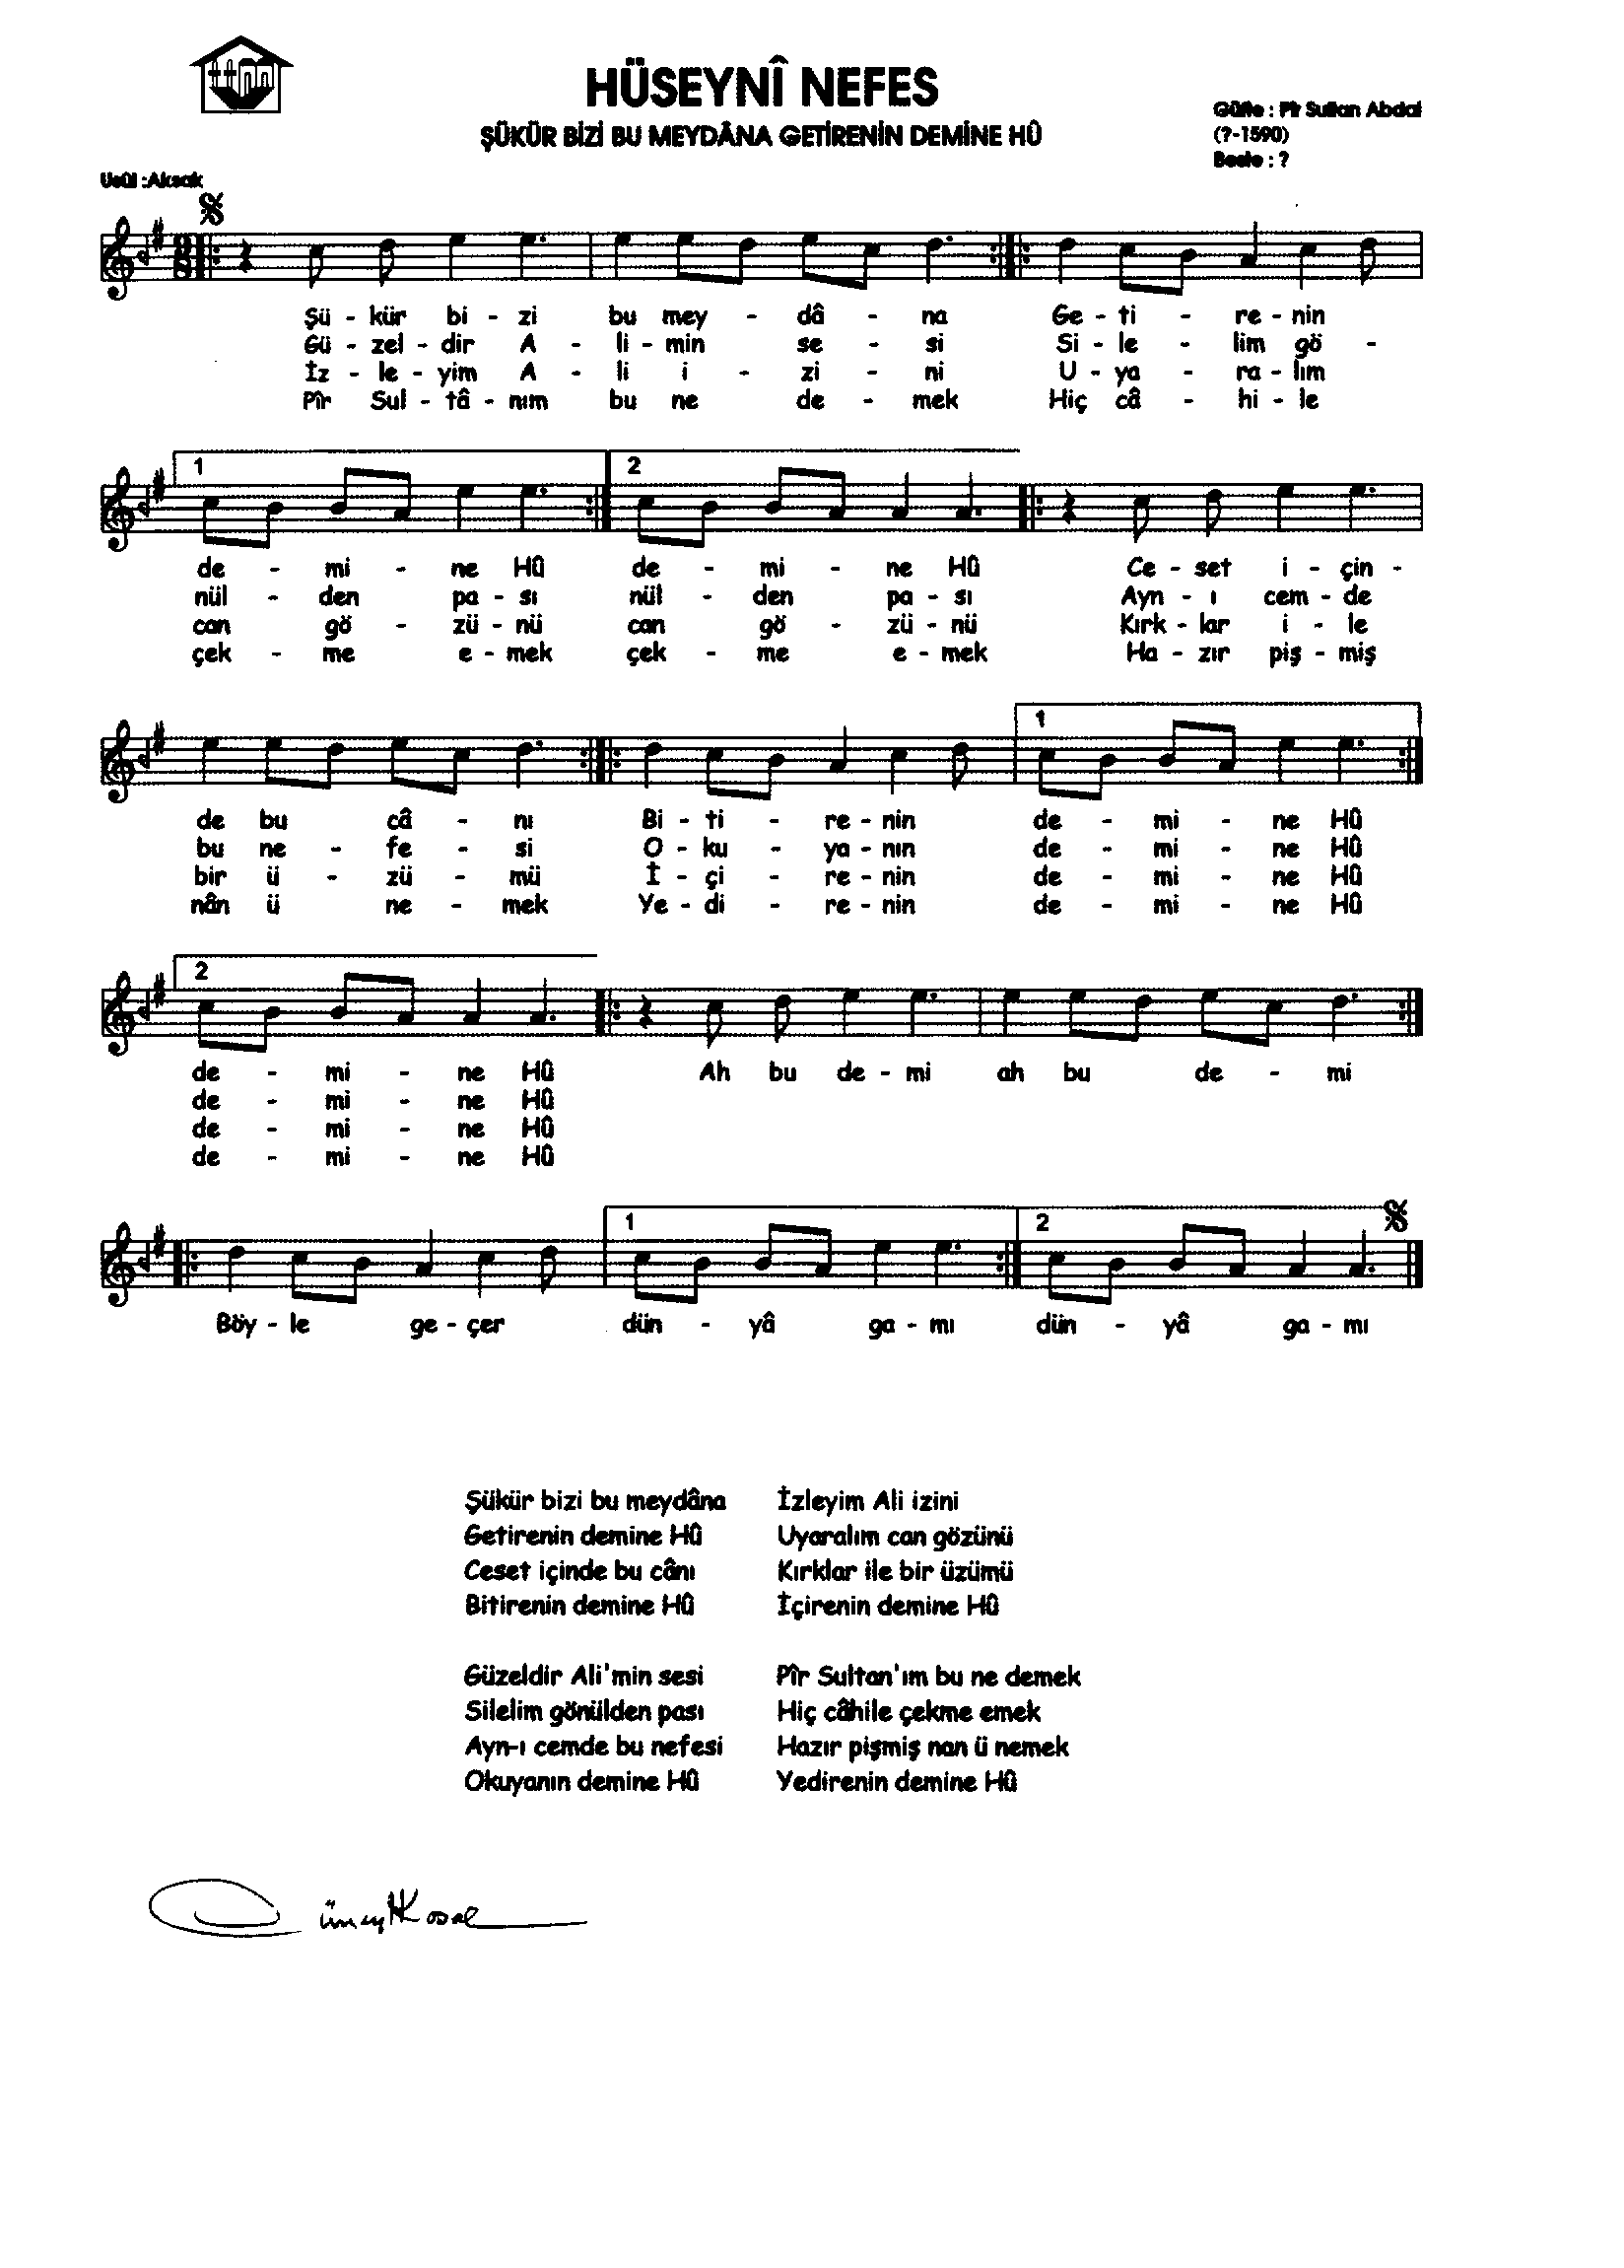 HÜSEYNÎ NEFES
ŞÜKÜR BİZİ BU MEYDÂNA GETİRENİN DEMİNE HÛ
Güfte : Pîr Sultan Abdal
(?-1590)
Beste : ?
Usûl :Aksak
9
8
Şü - kür bi - zi bu mey - dâ - na Ge - ti - re - nin
Gü - zel - dir A - li - min se - si Si - le - lim gö -
İz - le - yim A - li i - zi - ni U - ya - ra - lım
Pîr Sul - tâ - nım bu ne de - mek Hiç câ - hi - le
1 2
de - mi - ne HÛ de - mi - ne HÛ Ce - set i - çin -
nül - den pa - sı nül - den pa - sı Ayn - ı cem - de
can gö - zü - nü can gö - zü - nü Kırk - lar i - le
çek - me e - mek çek - me e - mek Ha - zır piş - miş
1
de bu câ - nı Bi - ti - re - nin de - mi - ne HÛ
bu ne - fe - si O - ku - ya - nın de - mi - ne HÛ
bir ü - zü - mü İ - çi - re - nin de - mi - ne HÛ
nân ü ne - mek Ye - di - re - nin de - mi - ne HÛ
2
de - mi - ne HÛ Ah bu de - mi ah bu de - mi
de - mi - ne HÛ
de - mi - ne HÛ
de - mi - ne HÛ
1 2
Böy - le ge - çer dün - yâ ga - mı dün - yâ ga - mı
Şükür bizi bu meydâna
Getirenin demine HÛ
Ceset içinde bu cânı
Bitirenin demine HÛ
Güzeldir Ali'min sesi
Silelim gönülden pası
Ayn-ı cemde bu nefesi
Okuyanın demine HÛ
İzleyim Ali izini
Uyaralım can gözünü
Kırklar ile bir üzümü
İçirenin demine HÛ
Pîr Sultan'ım bu ne demek
Hiç câhile çekme emek
Hazır pişmiş nan ü nemek
Yedirenin demine HÛ
Cüneyt Kosal